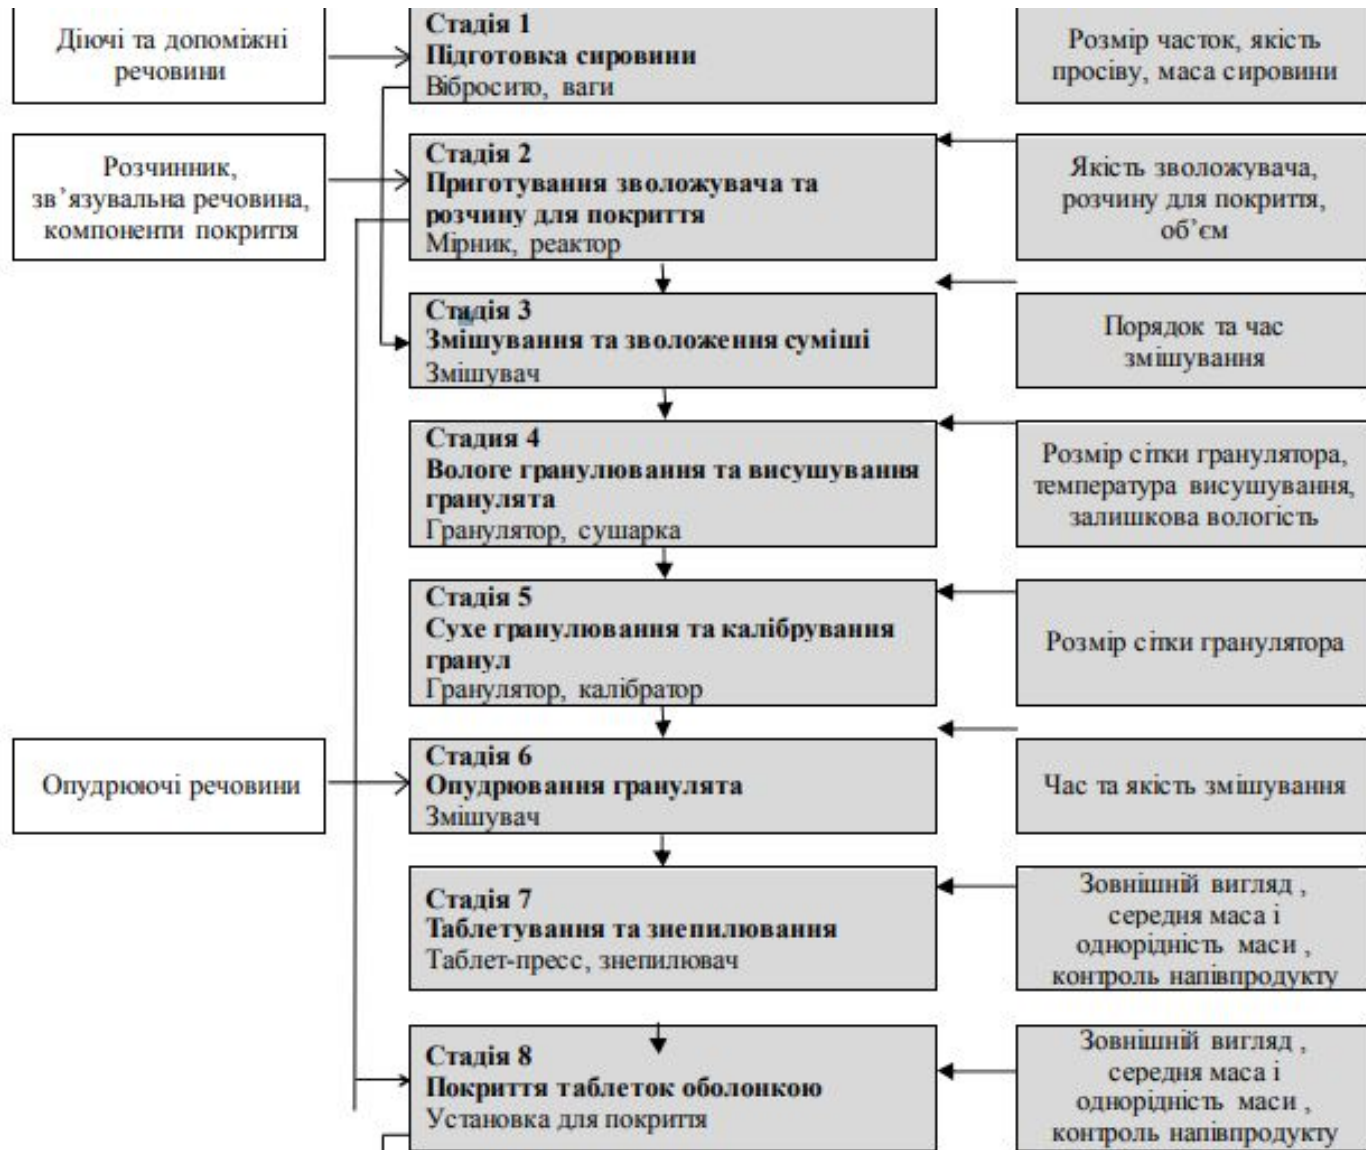 Діючі та допоміжні
речовини
Стадія 1
Підготовка сировини
Вібросито, ваги
Розмір часток, якість
просіву, маса сировини
Розчинник,
зв’язувальна речовина,
компоненти покриття
Стадія 2
Приготування зволожувача та
розчину для покриття
Мірник, реактор
Якість зволожувача,
розчину для покриття,
об’єм
Стадія 3
Змішування та зволоження суміші
Змішувач
Порядок та час
змішування
Стадия 4
Вологе гранулювання та висушування
гранулята
Гранулятор, сушарка
Розмір сітки гранулятора,
температура висушування,
залишкова вологість
Стадія 5
Сухе гранулювання та калібрування
гранул
Гранулятор, калібратор
Розмір сітки гранулятора
Опудрюючі речовини
Стадія 6
Опудрювання гранулята
Змішувач
Час та якість змішування
Стадія 7
Таблетування та знепилювання
Таблет-пресс, знепилювач
Зовнішній вигляд ,
середня маса і
однорідність маси ,
контроль напівпродукту
Стадія 8
Покриття таблеток оболонкою
Установка для покриття
Зовнішній вигляд ,
середня маса і
однорідність маси ,
контроль напівпродукту